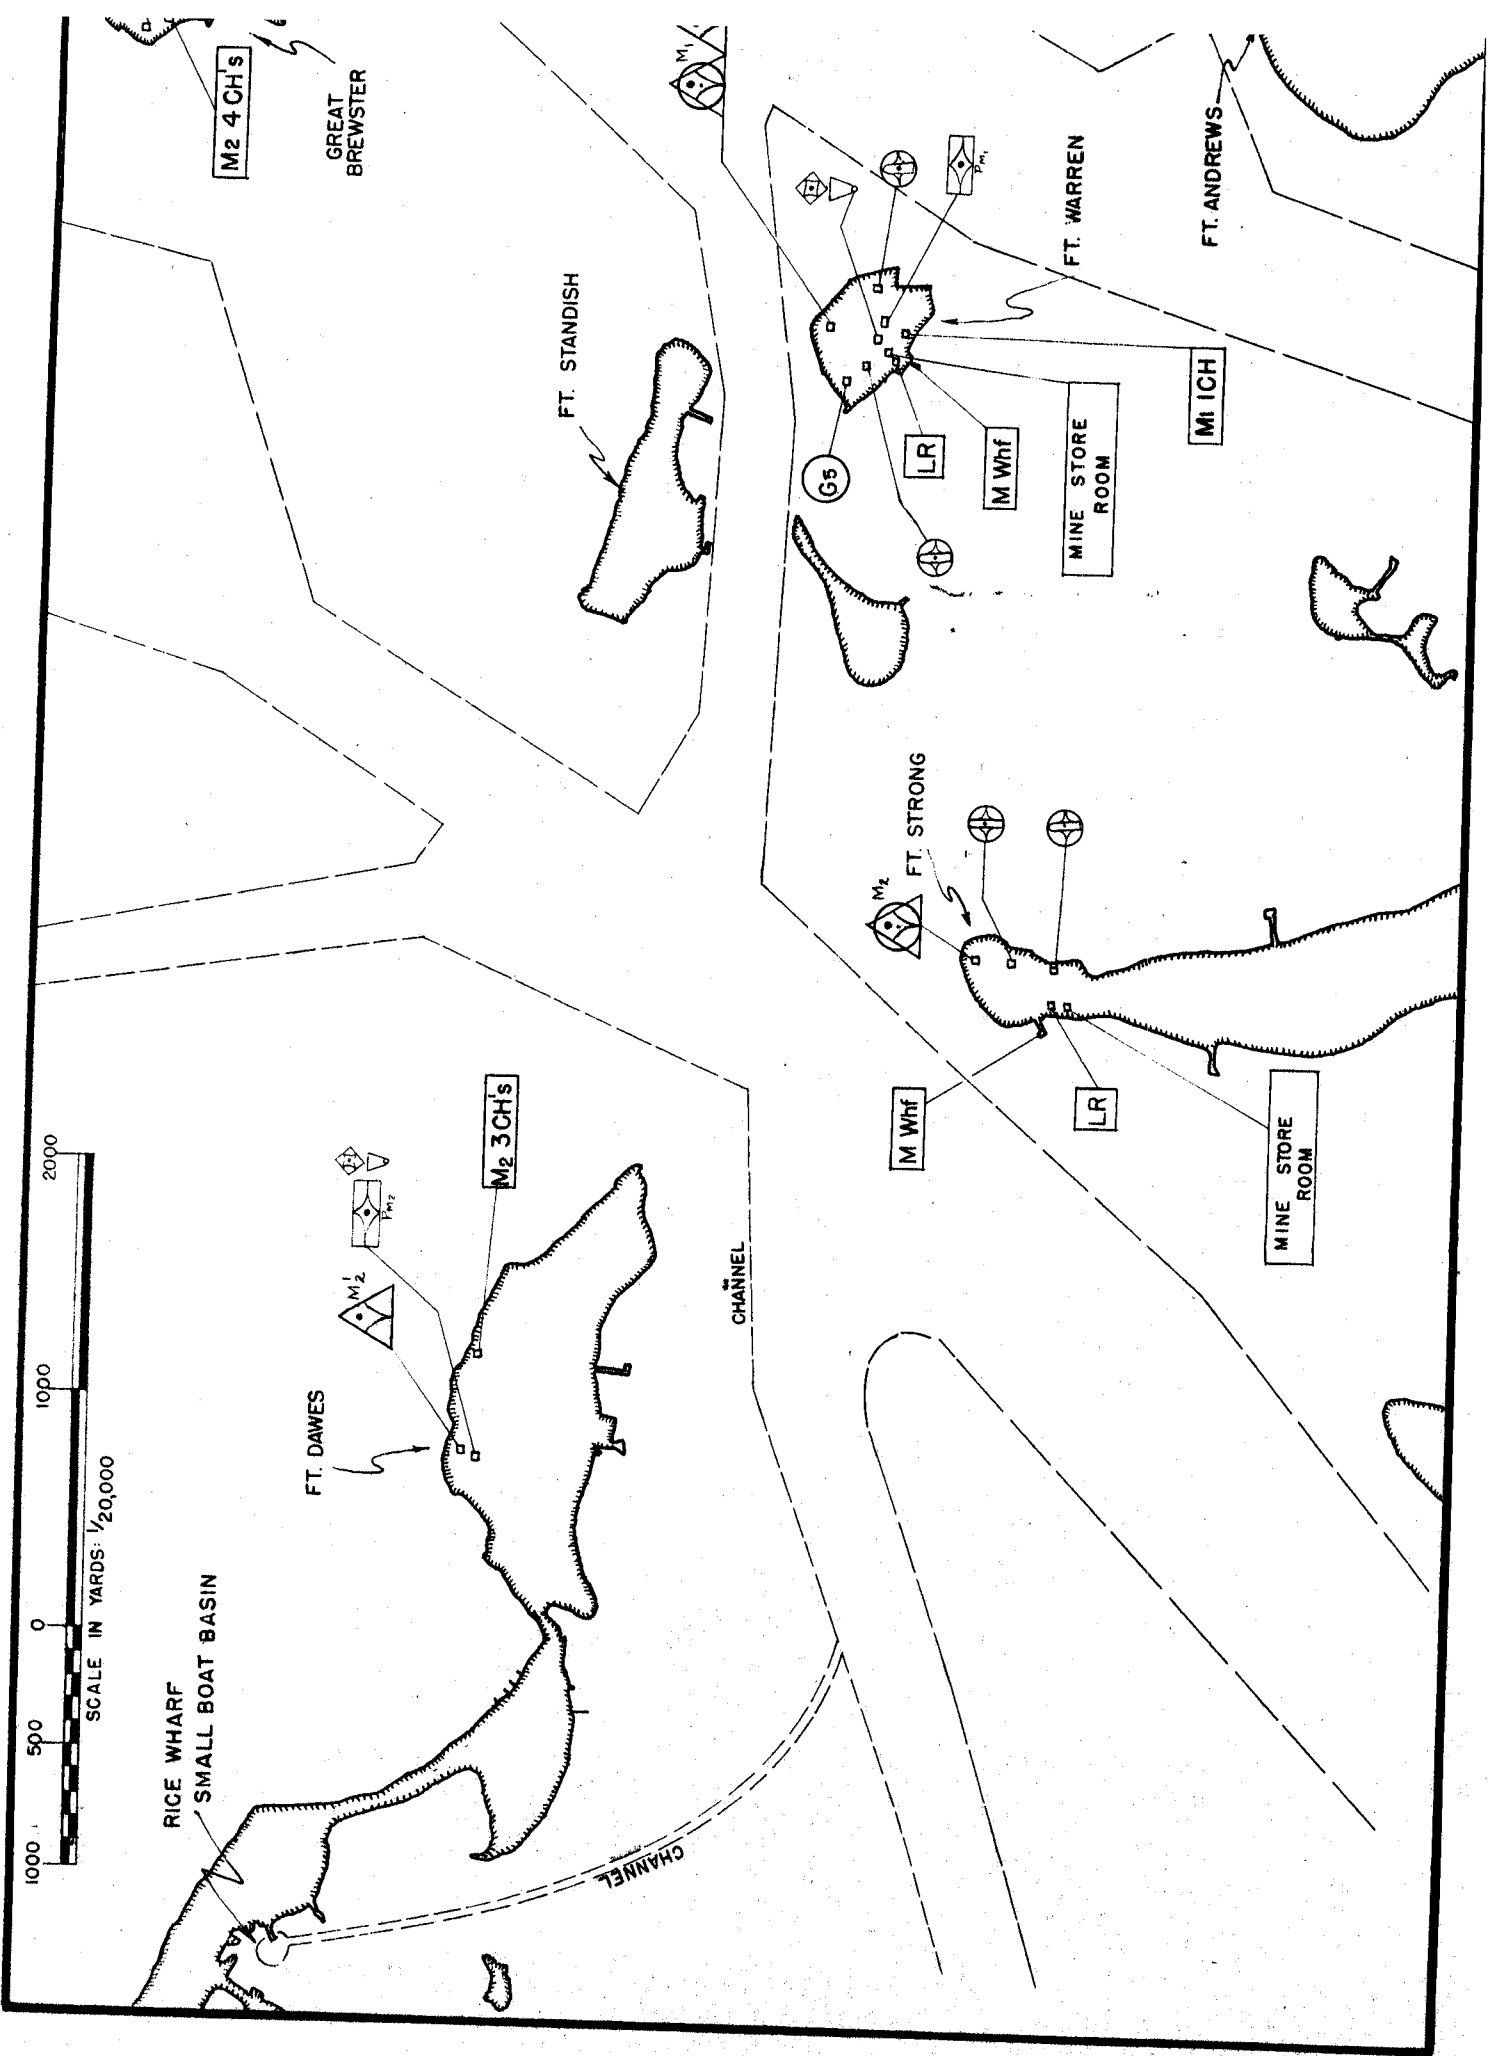 M2 4 CH's
GREAT
BREWSTER
M1
FT. STANDISH
PM1
FT. WARREN
FT. ANDREWS
G5
LR
M Whf
MINE STORE
ROOM
M1 1CH
M2
FT. STRONG
M Whf
LR
MINE STORE
ROOM
M2 3CH's
PM2
M'2
FT. DAWES
CHANNEL
CHANNEL
RICE WHARF
SMALL BOAT BASIN
1000 500 0 1000 2000
SCALE IN YARDS: 1/20,000